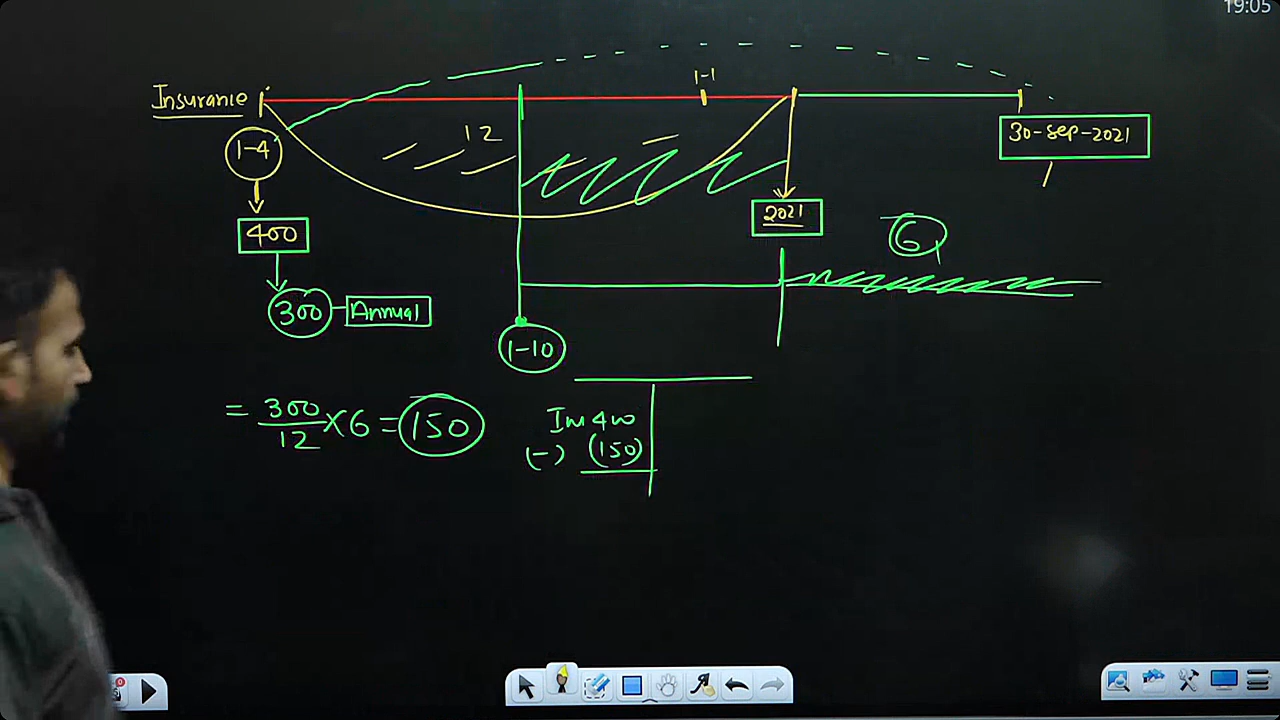 19:05
1-1
Insuranie
12
30-sep-2021
1-4
2021
400
6
300 Annual
1-10
= 300/12 × 6 = 150
In 400
(-) (150)